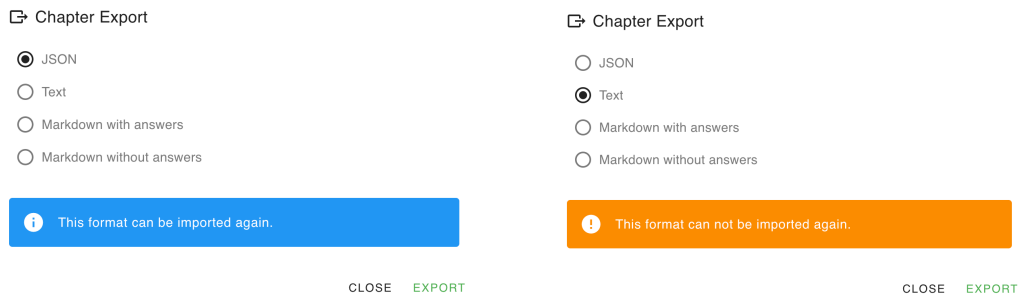 Chapter Export
JSON
Text
Markdown with answers
Markdown without answers
This format can be imported again.
CLOSE EXPORT
Chapter Export
JSON
Text
Markdown with answers
Markdown without answers
This format can not be imported again.
CLOSE EXPORT